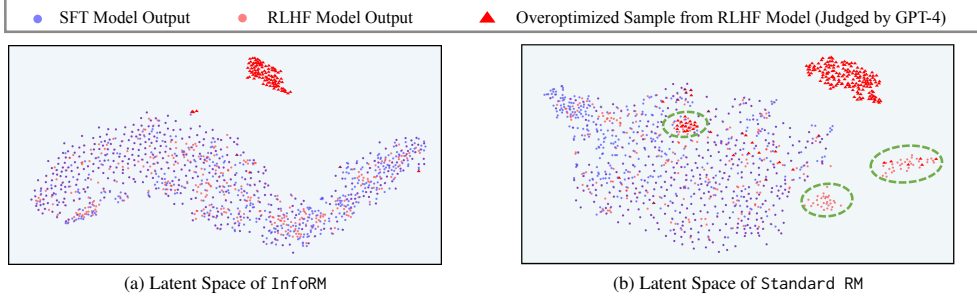 SFT Model Output RLHF Model Output Overoptimized Sample from RLHF Model (Judged by GPT-4)
(a) Latent Space of InfoRM
(b) Latent Space of Standard RM